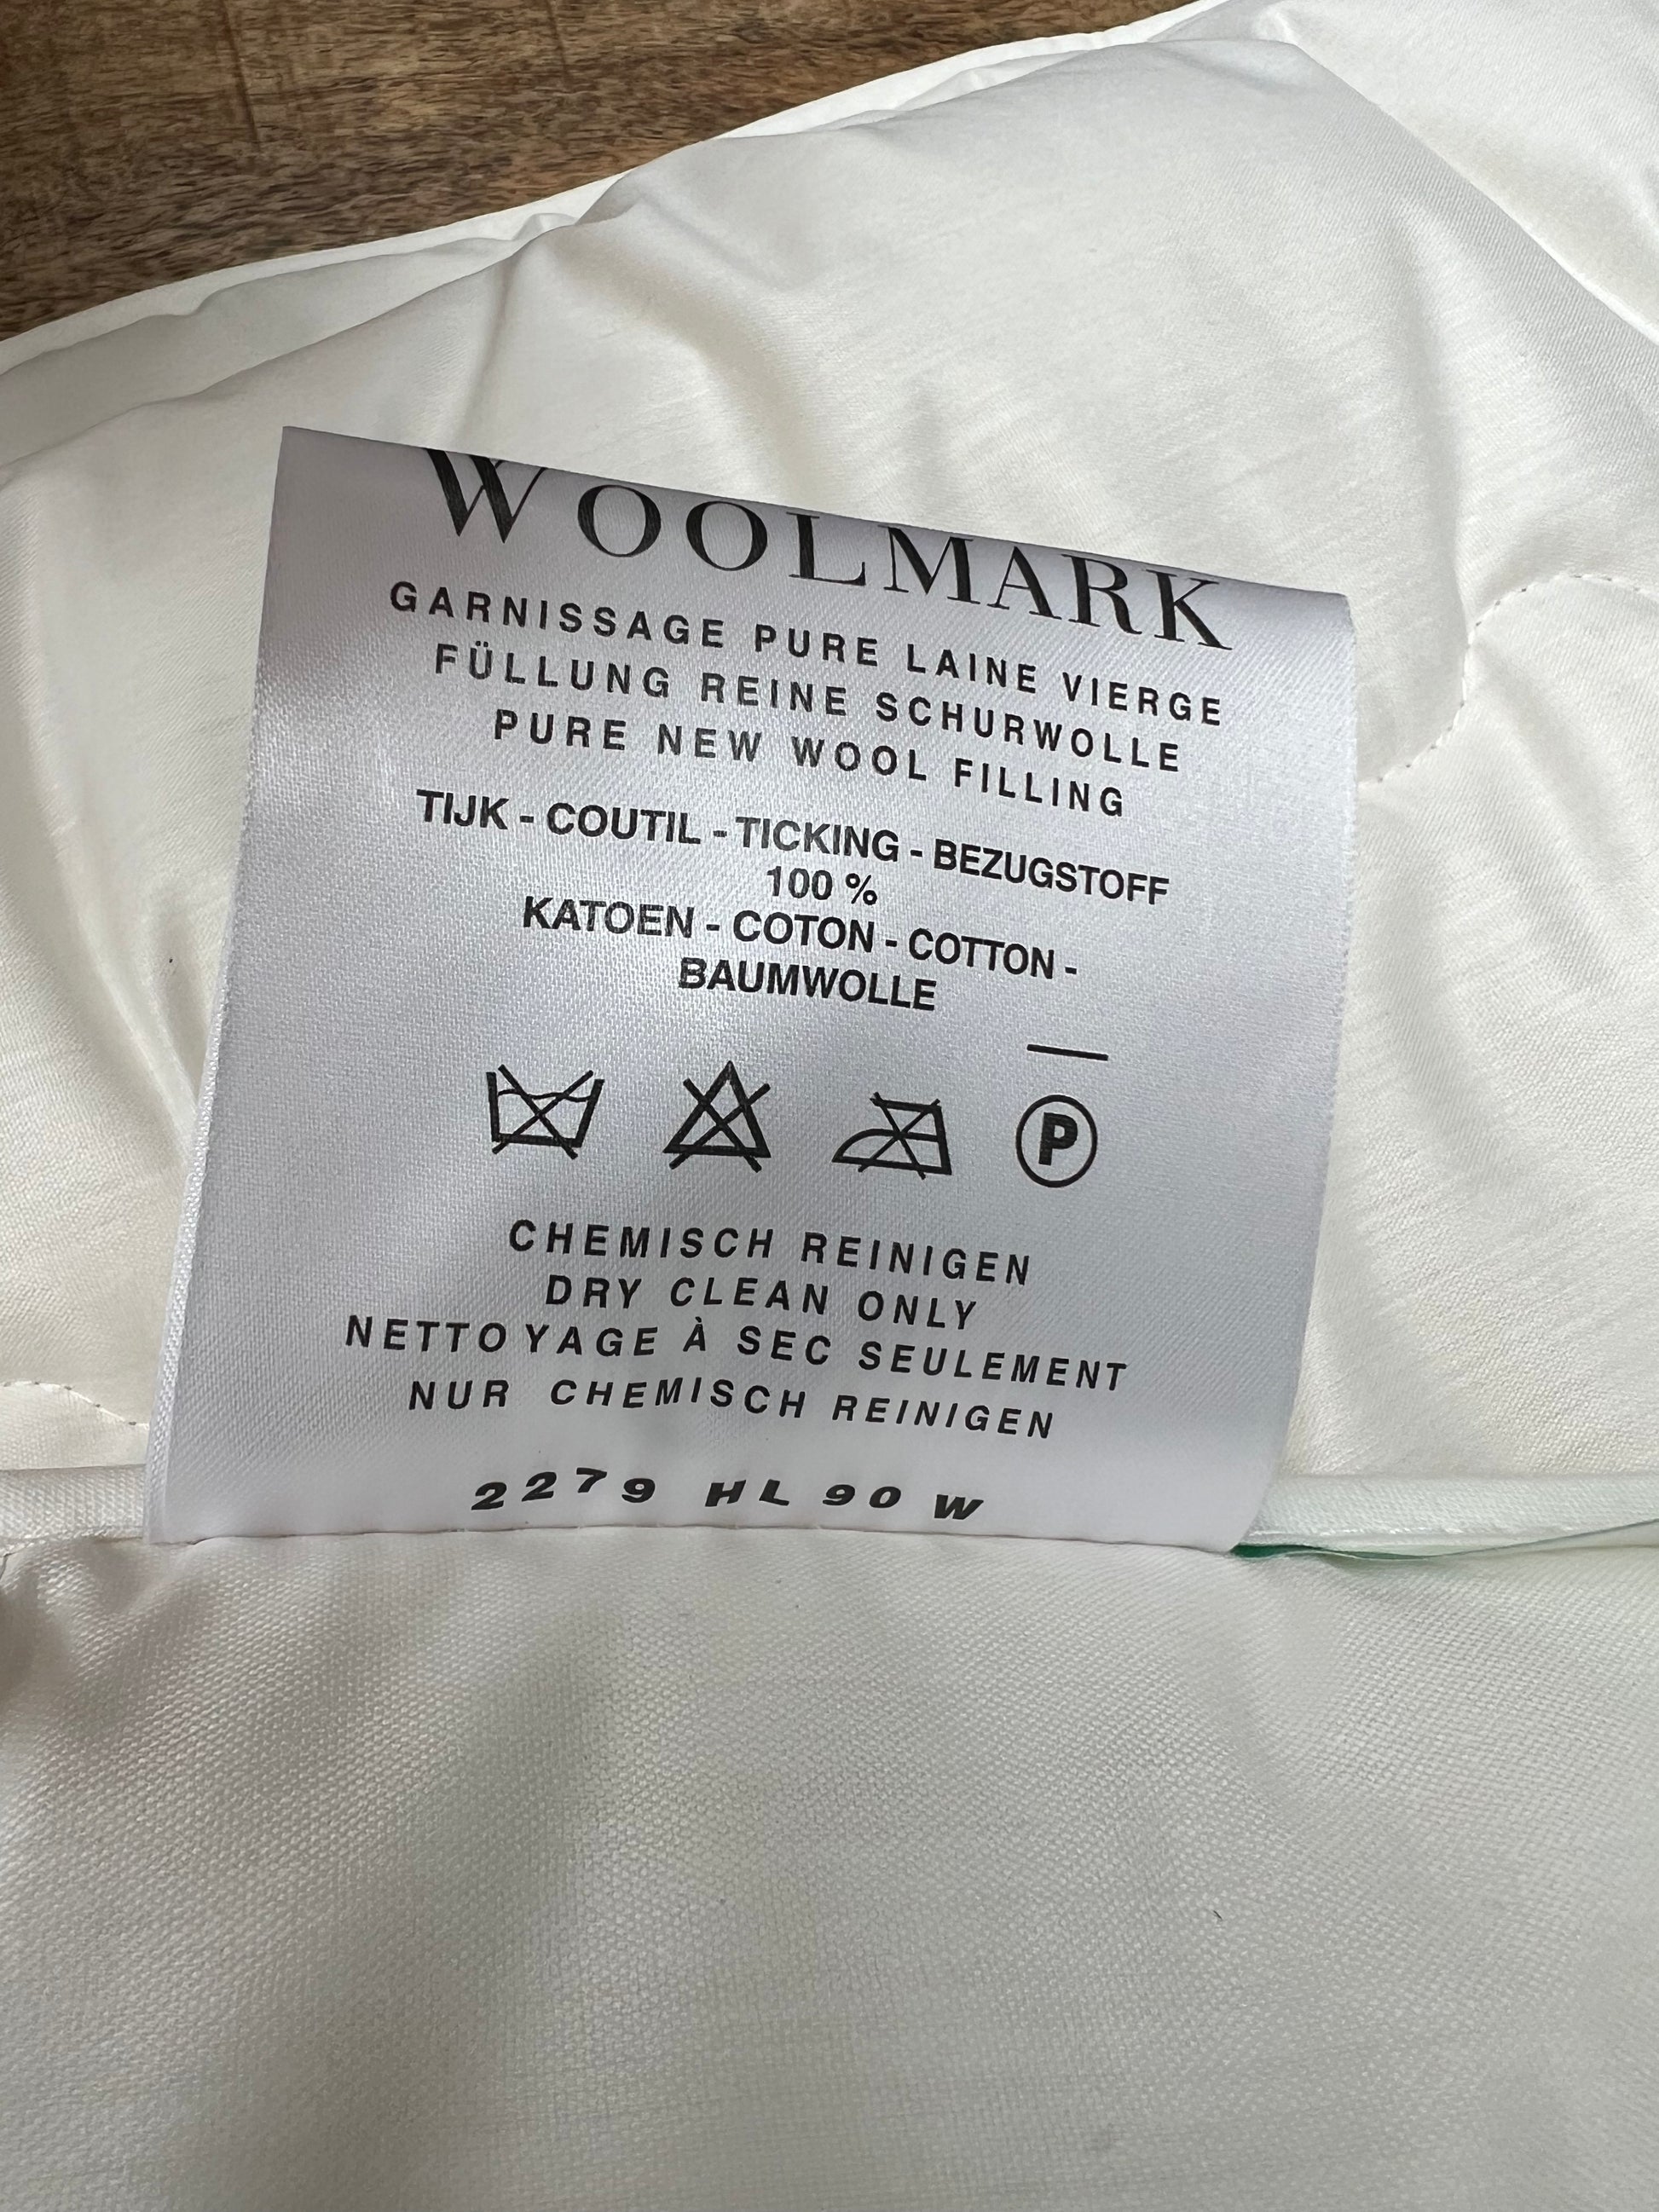 WOOLMARK
GARNISSAGE PURE LAINE VIERGE
FÜLLUNG REINE SCHURWOLLE
PURE NEW WOOL FILLING
TIJK - COUTIL - TICKING - BEZUGSTOFF
100 %
KATOEN - COTON - COTTON -
BAUMWOLLE
P
CHEMISCH REINIGEN
DRY CLEAN ONLY
NETTOYAGE À SEC SEULEMENT
NUR CHEMISCH REINIGEN
2279 HL 90 W